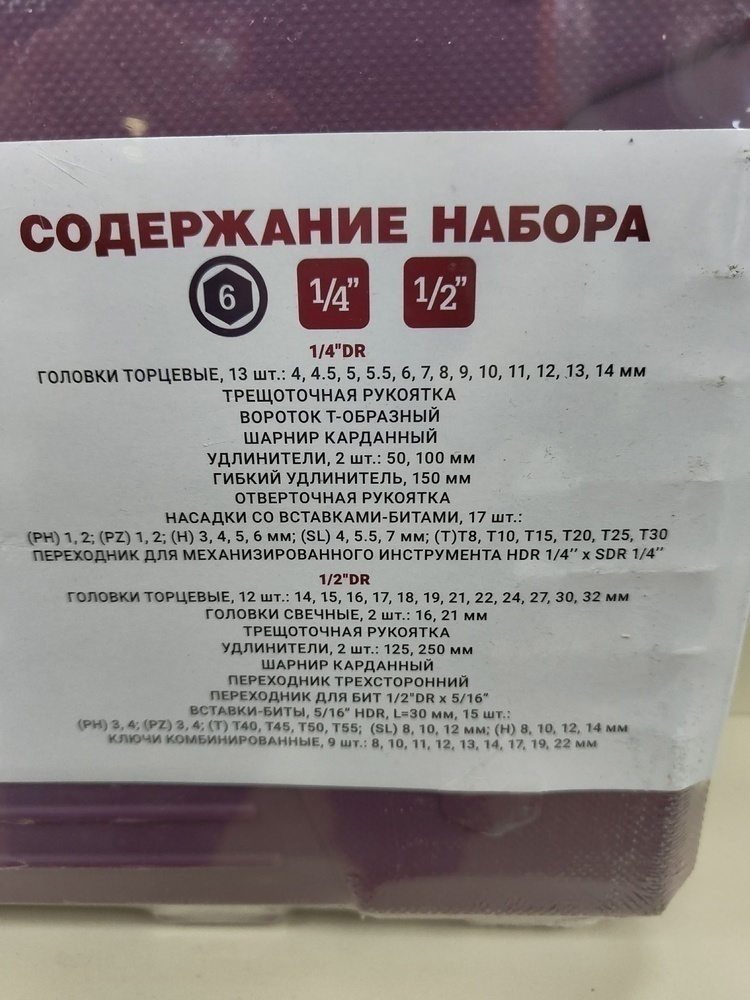 СОДЕРЖАНИЕ НАБОРА
6 1/4” 1/2”
1/4"DR
ГОЛОВКИ ТОРЦЕВЫЕ, 13 шт.: 4, 4.5, 5, 5.5, 6, 7, 8, 9, 10, 11, 12, 13, 14 мм
ТРЕЩОТОЧНАЯ РУКОЯТКА
ВОРОТОК Т-ОБРАЗНЫЙ
ШАРНИР КАРДАННЫЙ
УДЛИНИТЕЛИ, 2 шт.: 50, 100 мм
ГИБКИЙ УДЛИНИТЕЛЬ, 150 мм
ОТВЕРТОЧНАЯ РУКОЯТКА
НАСАДКИ СО ВСТАВКАМИ-БИТАМИ, 17 шт.:
(PH) 1, 2; (PZ) 1, 2; (H) 3, 4, 5, 6 мм; (SL) 4, 5.5, 7 мм; (T)T8, T10, T15, T20, T25, T30
ПЕРЕХОДНИК ДЛЯ МЕХАНИЗИРОВАННОГО ИНСТРУМЕНТА HDR 1/4’’ x SDR 1/4’’
1/2"DR
ГОЛОВКИ ТОРЦЕВЫЕ, 12 шт.: 14, 15, 16, 17, 18, 19, 21, 22, 24, 27, 30, 32 мм
ГОЛОВКИ СВЕЧНЫЕ, 2 шт.: 16, 21 мм
ТРЕЩОТОЧНАЯ РУКОЯТКА
УДЛИНИТЕЛИ, 2 шт.: 125, 250 мм
ШАРНИР КАРДАННЫЙ
ПЕРЕХОДНИК ТРЕХСТОРОННИЙ
ПЕРЕХОДНИК ДЛЯ БИТ 1/2"DR x 5/16"
ВСТАВКИ-БИТЫ, 5/16" HDR, L=30 мм, 15 шт.:
(PH) 3, 4; (PZ) 3, 4; (T) T40, T45, T50, T55; (SL) 8, 10, 12 мм; (H) 8, 10, 12, 14 мм
КЛЮЧИ КОМБИНИРОВАННЫЕ, 9 шт.: 8, 10, 11, 12, 13, 14, 17, 19, 22 мм